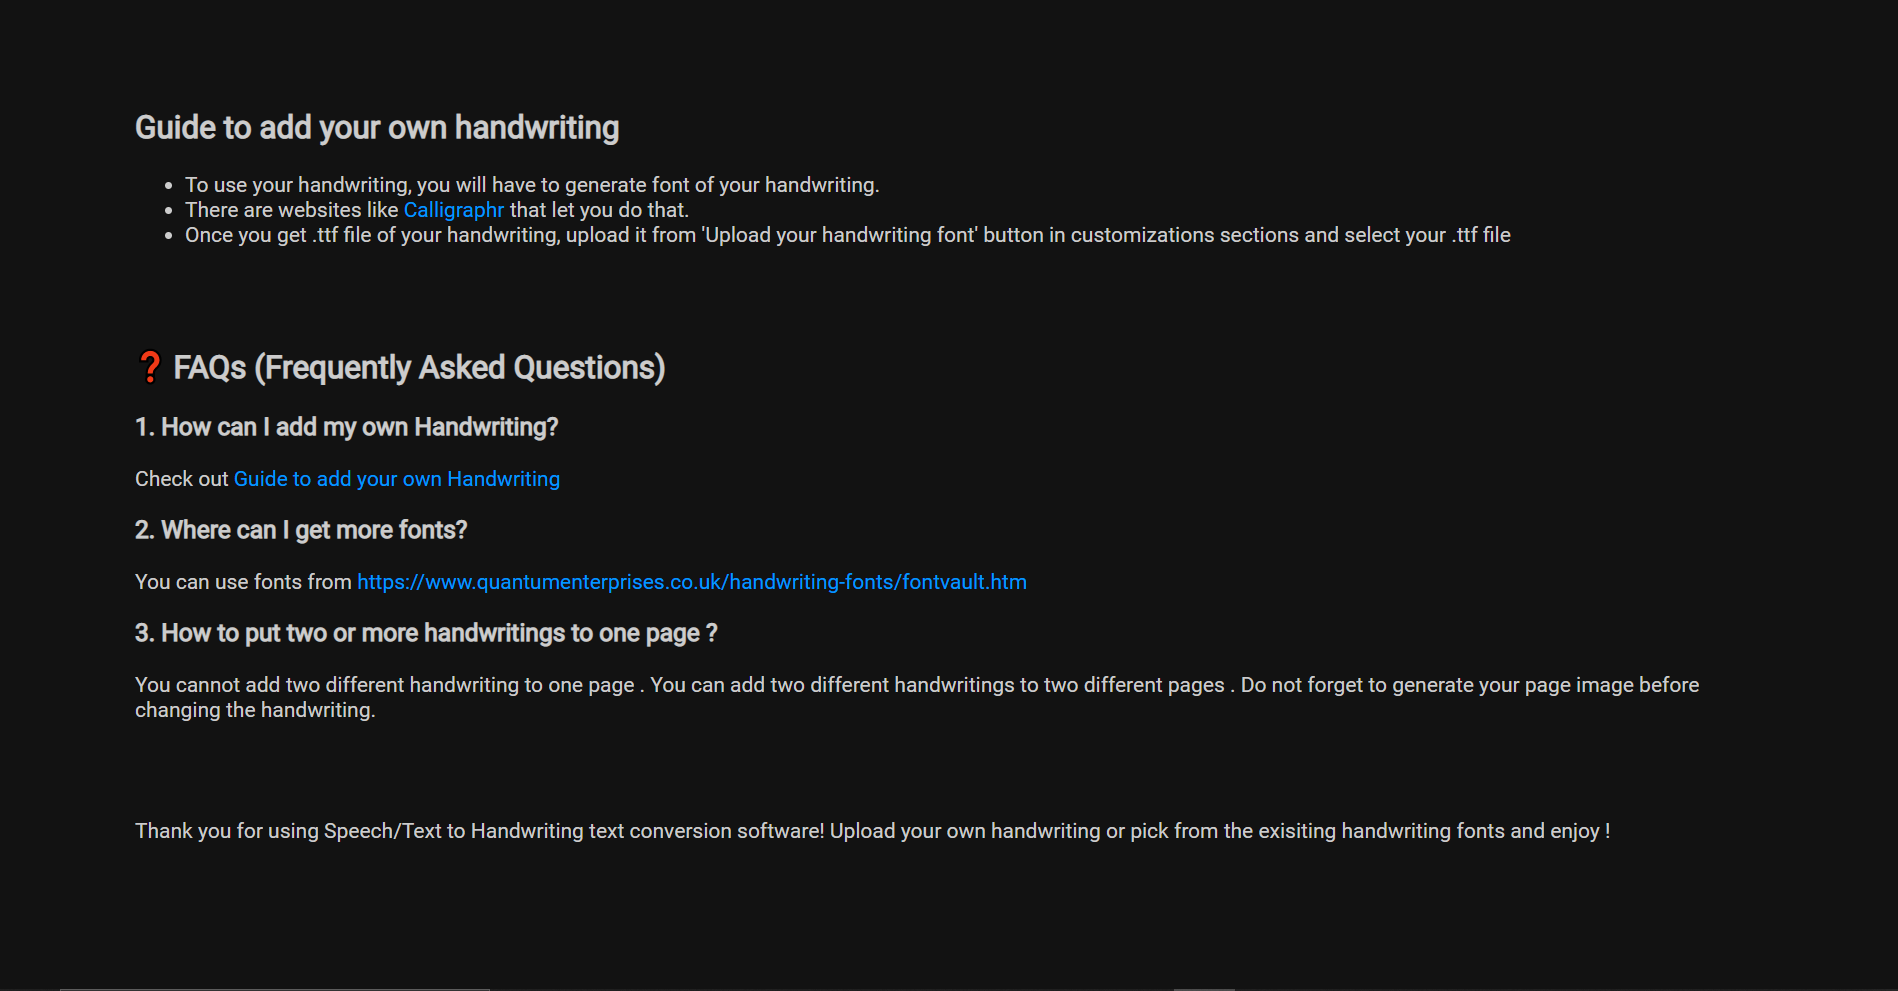 Guide to add your own handwriting
• To use your handwriting, you will have to generate font of your handwriting.
• There are websites like Calligraphr that let you do that.
• Once you get .ttf file of your handwriting, upload it from 'Upload your handwriting font' button in customizations sections and select your .ttf file
❓ FAQs (Frequently Asked Questions)
1. How can I add my own Handwriting?
Check out Guide to add your own Handwriting
2. Where can I get more fonts?
You can use fonts from https://www.quantumenterprises.co.uk/handwriting-fonts/fontvault.htm
3. How to put two or more handwritings to one page ?
You cannot add two different handwriting to one page . You can add two different handwritings to two different pages . Do not forget to generate your page image before
changing the handwriting.
Thank you for using Speech/Text to Handwriting text conversion software! Upload your own handwriting or pick from the exisiting handwriting fonts and enjoy !